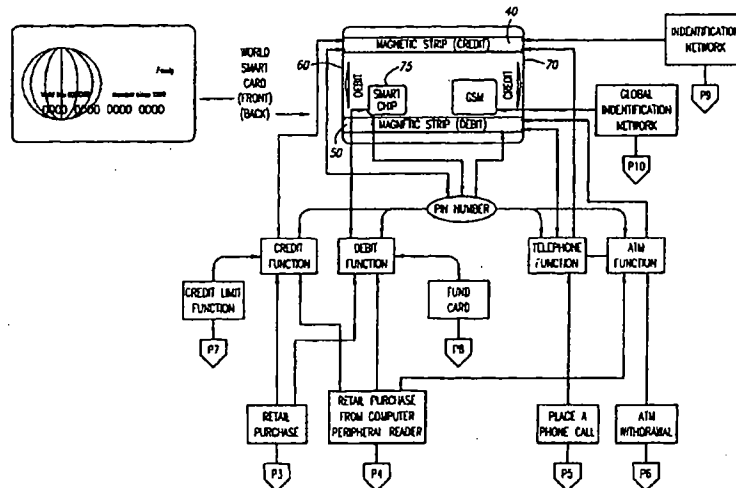 Family
0000 0000 0000 0000
WORLD
SMART
CARD
(FRONT)
(BACK)
40
MAGNETIC STRIP (CREDIT)
60
70
75
DEBIT
SMART
CHIP
GSM
CREDIT
MAGNETIC STRIP (DEBIT)
50
INDENTIFICATION
NETWORK
P9
GLOBAL
INDENTIFICATION
NETWORK
P10
PIN NUMBER
CREDIT
FUNCTION
DEBIT
FUNCTION
TELEPHONE
FUNCTION
ATM
FUNCTION
CREDIT LIMIT
FUNCTION
P7
FUND
CARD
P8
RETAIL
PURCHASE
P3
RETAIL PURCHASE
FROM COMPUTER
PERIPHERAL READER
P4
PLACE A
PHONE CALL
P5
ATM
WITHDRAWAL
P6